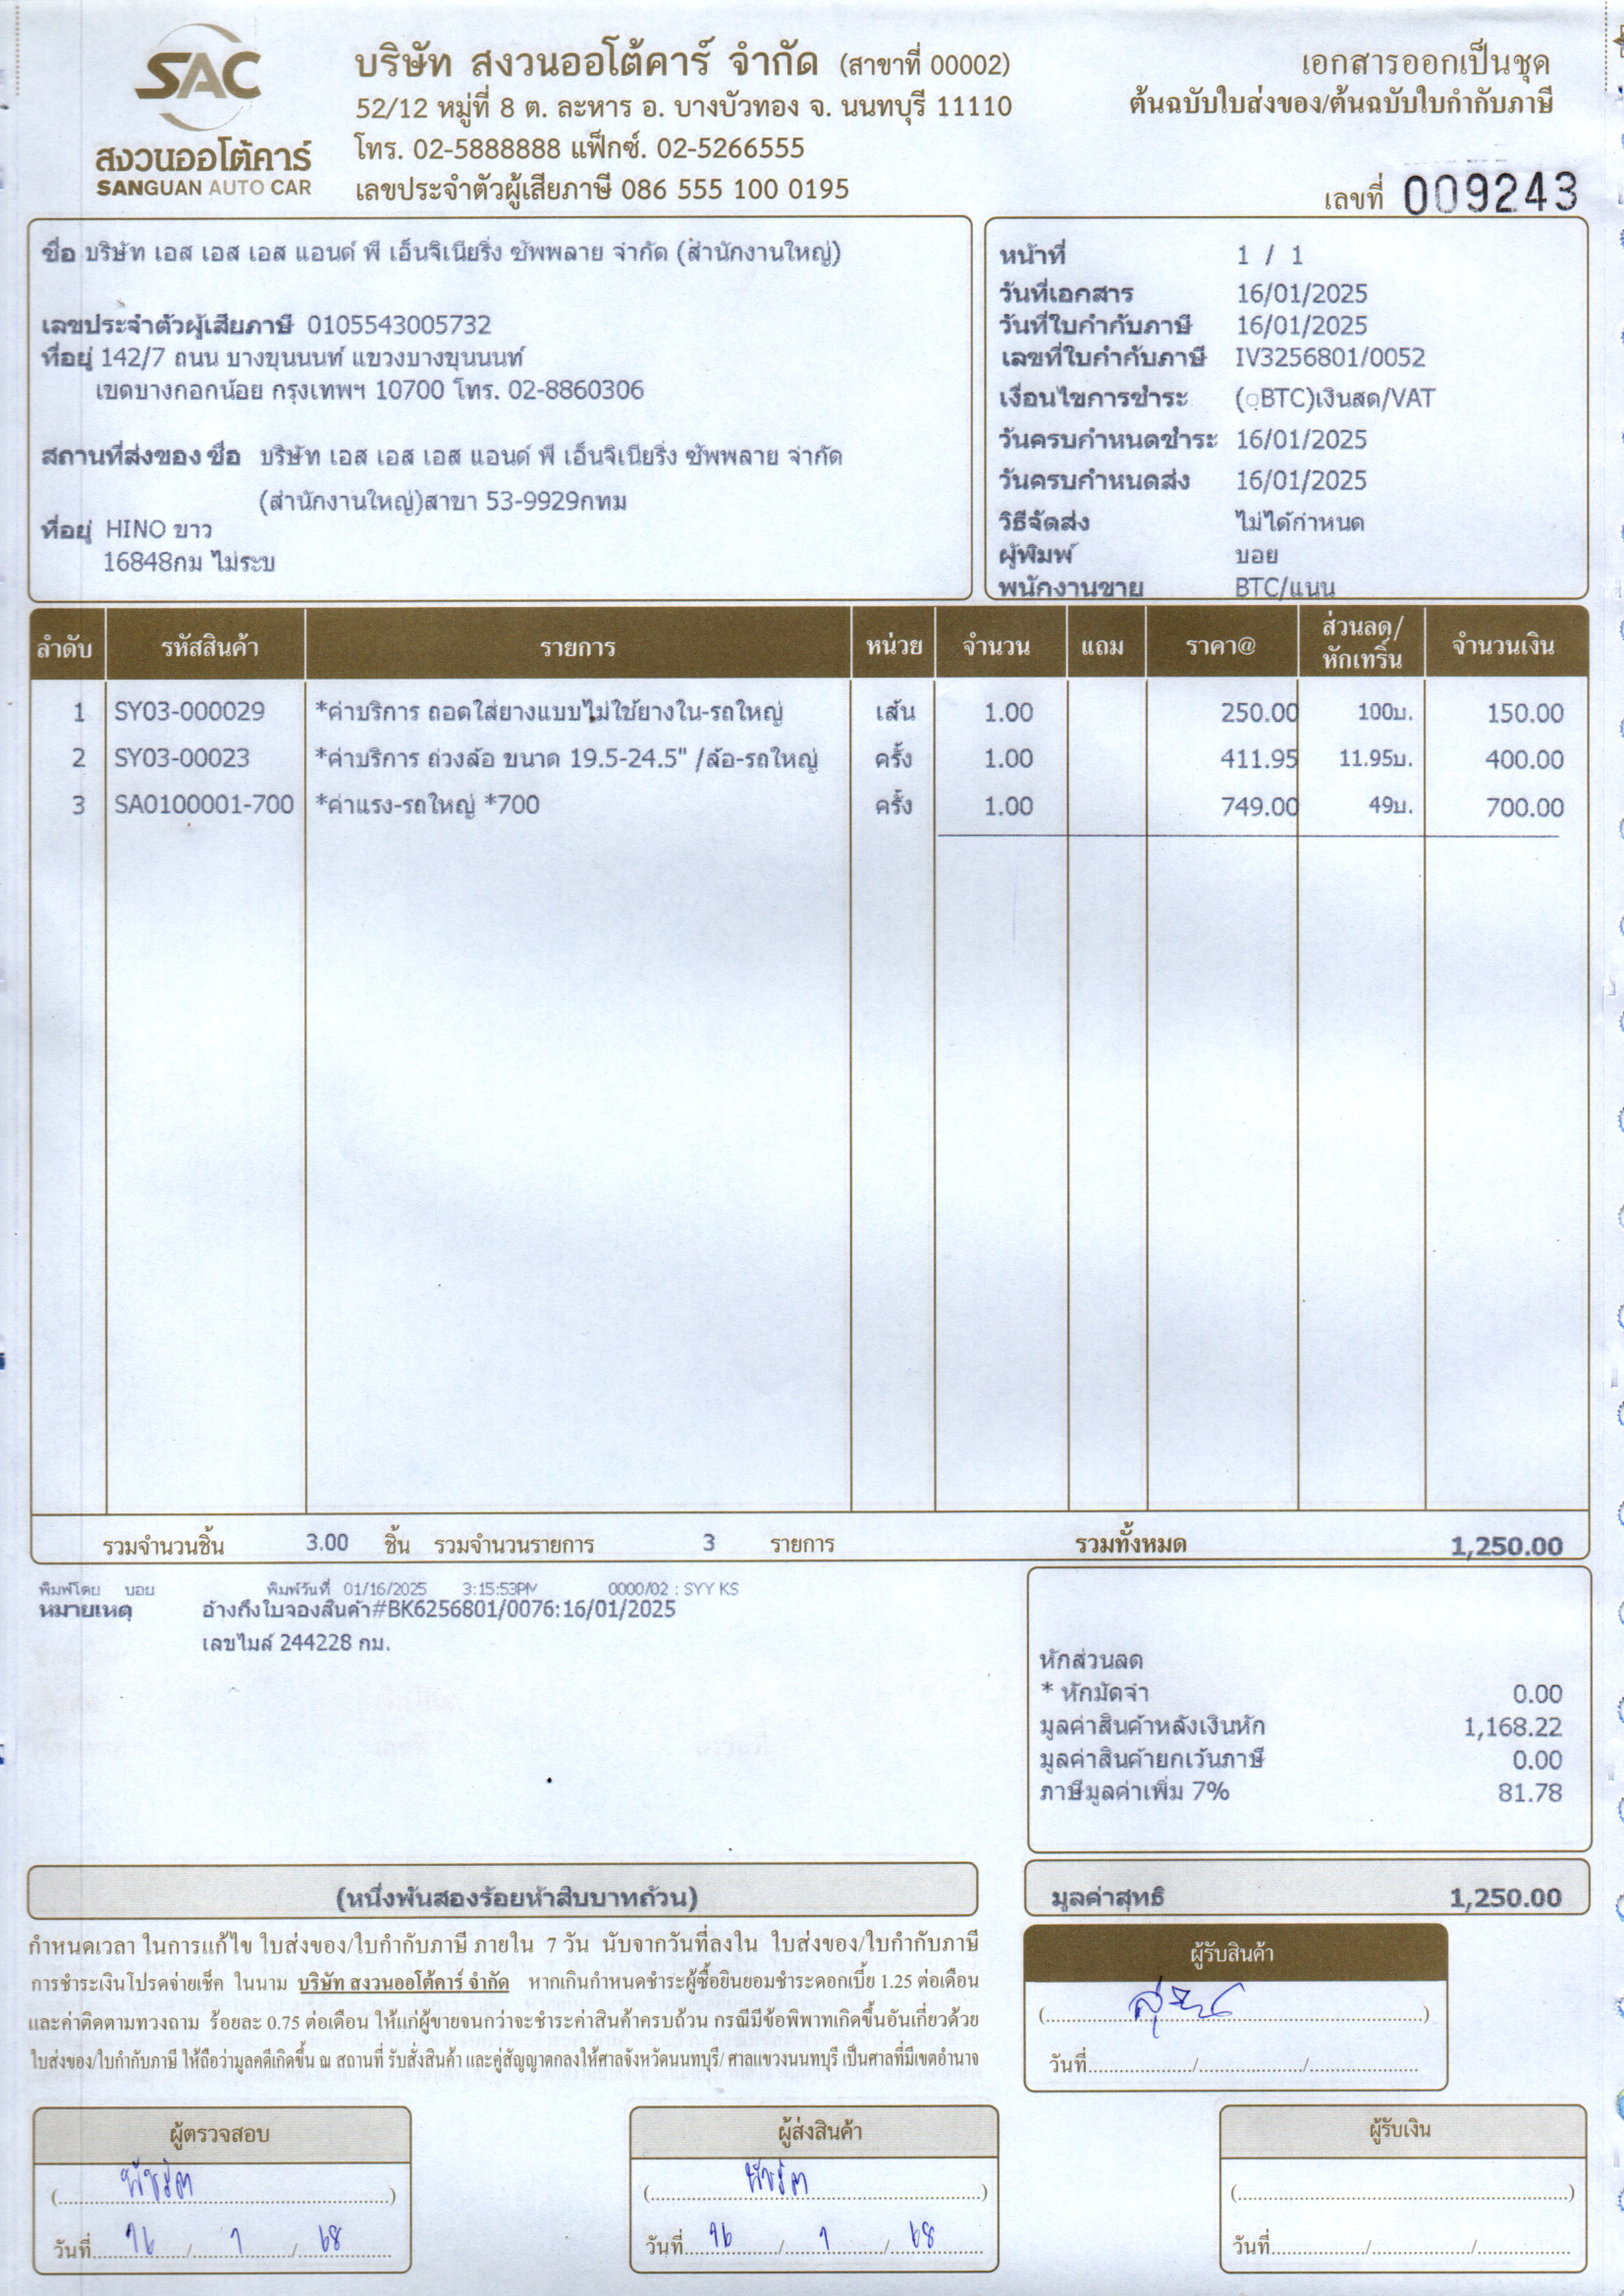 SAC
สงวนออโต้คาร์
SANGUAN AUTO CAR
บริษัท สงวนออโต้คาร์ จำกัด (สาขาที่ 00002)
52/12 หมู่ที่ 8 ต. ละหาร อ. บางบัวทอง จ. นนทบุรี 11110
โทร. 02-5888888 แฟ็กซ์. 02-5266555
เลขประจำตัวผู้เสียภาษี 086 555 100 0195
เอกสารออกเป็นชุด
ต้นฉบับใบส่งของ/ต้นฉบับใบกำกับภาษี
เลขที่ 009243
ชื่อ บริษัท เอส เอส เอส แอนด์ พี เอ็นจิเนียริ่ง ซัพพลาย จำกัด (สำนักงานใหญ่)
เลขประจำตัวผู้เสียภาษี 0105543005732
ที่อยู่ 142/7 ถนน บางขุนนนท์ แขวงบางขุนนนท์
เขตบางกอกน้อย กรุงเทพฯ 10700 โทร. 02-8860306
สถานที่ส่งของ ชื่อ บริษัท เอส เอส เอส แอนด์ พี เอ็นจิเนียริ่ง ซัพพลาย จำกัด
(สำนักงานใหญ่)สาขา 53-9929กทม
ที่อยู่ HINO ขาว
16848กม ไม่ระบ
หน้าที่ 1 / 1
วันที่เอกสาร 16/01/2025
วันที่ใบกำกับภาษี 16/01/2025
เลขที่ใบกำกับภาษี IV3256801/0052
เงื่อนไขการชำระ (ฺBTC)เงินสด/VAT
วันครบกำหนดชำระ 16/01/2025
วันครบกำหนดส่ง 16/01/2025
วิธีจัดส่ง ไม่ได้กำหนด
ผู้พิมพ์ บอย
พนักงานขาย BTC/แนน
ลำดับ รหัสสินค้า รายการ หน่วย จำนวน แถม ราคา@ ส่วนลด/หักเทริ์น จำนวนเงิน
1 SY03-000029 *ค่าบริการ ถอดใส่ยางแบบไม่ใช้ยางใน-รถใหญ่ เส้น 1.00 250.00 100บ. 150.00
2 SY03-00023 *ค่าบริการ ถ่วงล้อ ขนาด 19.5-24.5" /ล้อ-รถใหญ่ ครั้ง 1.00 411.95 11.95บ. 400.00
3 SA0100001-700 *ค่าแรง-รถใหญ่ *700 ครั้ง 1.00 749.00 49บ. 700.00
รวมจำนวนชิ้น 3.00 ชิ้น รวมจำนวนรายการ 3 รายการ รวมทั้งหมด 1,250.00
พิมพ์โดย บอย พิมพ์วันที่ 01/16/2025 3:15:53PM 0000/02 : SYY KS
หมายเหตุ อ้างถึงใบจองสินค้า#BK6256801/0076:16/01/2025
เลขไมล์ 244228 กม.
หักส่วนลด
* หักมัดจำ 0.00
มูลค่าสินค้าหลังเงินหัก 1,168.22
มูลค่าสินค้ายกเว้นภาษี 0.00
ภาษีมูลค่าเพิ่ม 7% 81.78
(หนึ่งพันสองร้อยห้าสิบบาทถ้วน)
มูลค่าสุทธิ 1,250.00
กำหนดเวลา ในการแก้ไข ใบส่งของ/ใบกำกับภาษี ภายใน 7 วัน นับจากวันที่ลงใน ใบส่งของ/ใบกำกับภาษี
การชำระเงินโปรดจ่ายเช็ค ในนาม บริษัท สงวนออโต้คาร์ จำกัด หากเกินกำหนดชำระผู้ซื้อยินยอมชำระดอกเบี้ย 1.25 ต่อเดือน
และค่าติดตามทวงถาม ร้อยละ 0.75 ต่อเดือน ให้แก่ผู้ขายจนกว่าจะชำระค่าสินค้าครบถ้วน กรณีมีข้อพิพาทเกิดขึ้นอันเกี่ยวด้วย
ใบส่งของ/ใบกำกับภาษี ให้ถือว่ามูลคดีเกิดขึ้น ณ สถานที่ รับสั่งสินค้า และคู่สัญญาตกลงให้ศาลจังหวัดนนทบุรี/ ศาลแขวงนนทบุรี เป็นศาลที่มีเขตอำนาจ
ผู้รับสินค้า
วันที่ / /
ผู้ตรวจสอบ
วันที่ 16 / 1 / 68
ผู้ส่งสินค้า
วันที่ 16 / 1 / 68
ผู้รับเงิน
วันที่ / /